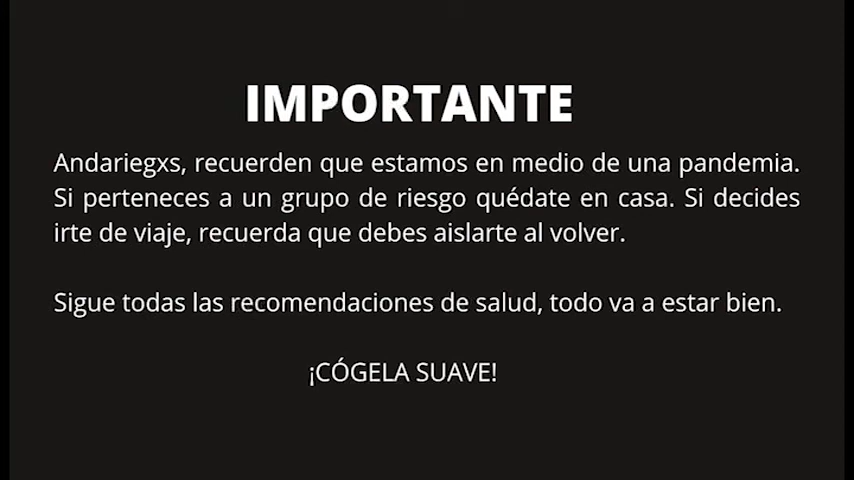 IMPORTANTE
Andariegxs, recuerden que estamos en medio de una pandemia.
Si perteneces a un grupo de riesgo quédate en casa. Si decides
irte de viaje, recuerda que debes aislarte al volver.
Sigue todas las recomendaciones de salud, todo va a estar bien.
¡CÓGELA SUAVE!